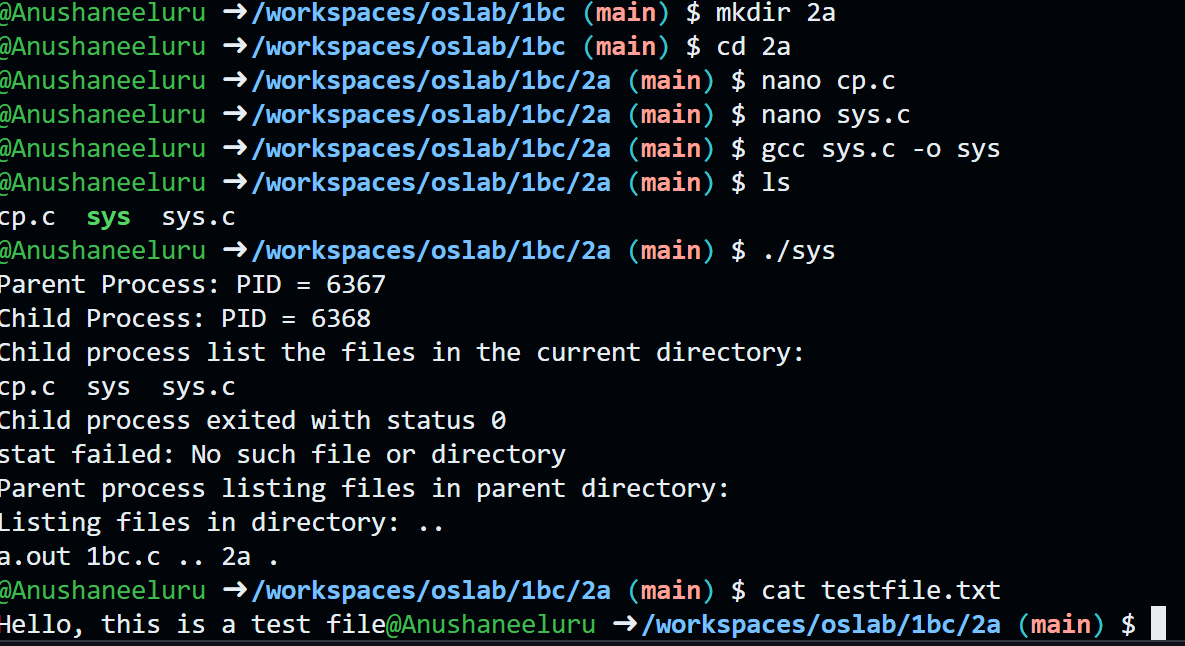 @Anushaneeluru ➜/workspaces/oslab/1bc (main) $ mkdir 2a
@Anushaneeluru ➜/workspaces/oslab/1bc (main) $ cd 2a
@Anushaneeluru ➜/workspaces/oslab/1bc/2a (main) $ nano cp.c
@Anushaneeluru ➜/workspaces/oslab/1bc/2a (main) $ nano sys.c
@Anushaneeluru ➜/workspaces/oslab/1bc/2a (main) $ gcc sys.c -o sys
@Anushaneeluru ➜/workspaces/oslab/1bc/2a (main) $ ls
cp.c  sys  sys.c
@Anushaneeluru ➜/workspaces/oslab/1bc/2a (main) $ ./sys
Parent Process: PID = 6367
Child Process: PID = 6368
Child process list the files in the current directory:
cp.c  sys  sys.c
Child process exited with status 0
stat failed: No such file or directory
Parent process listing files in parent directory:
Listing files in directory: ..
a.out 1bc.c .. 2a .
@Anushaneeluru ➜/workspaces/oslab/1bc/2a (main) $ cat testfile.txt
Hello, this is a test file@Anushaneeluru ➜/workspaces/oslab/1bc/2a (main) $